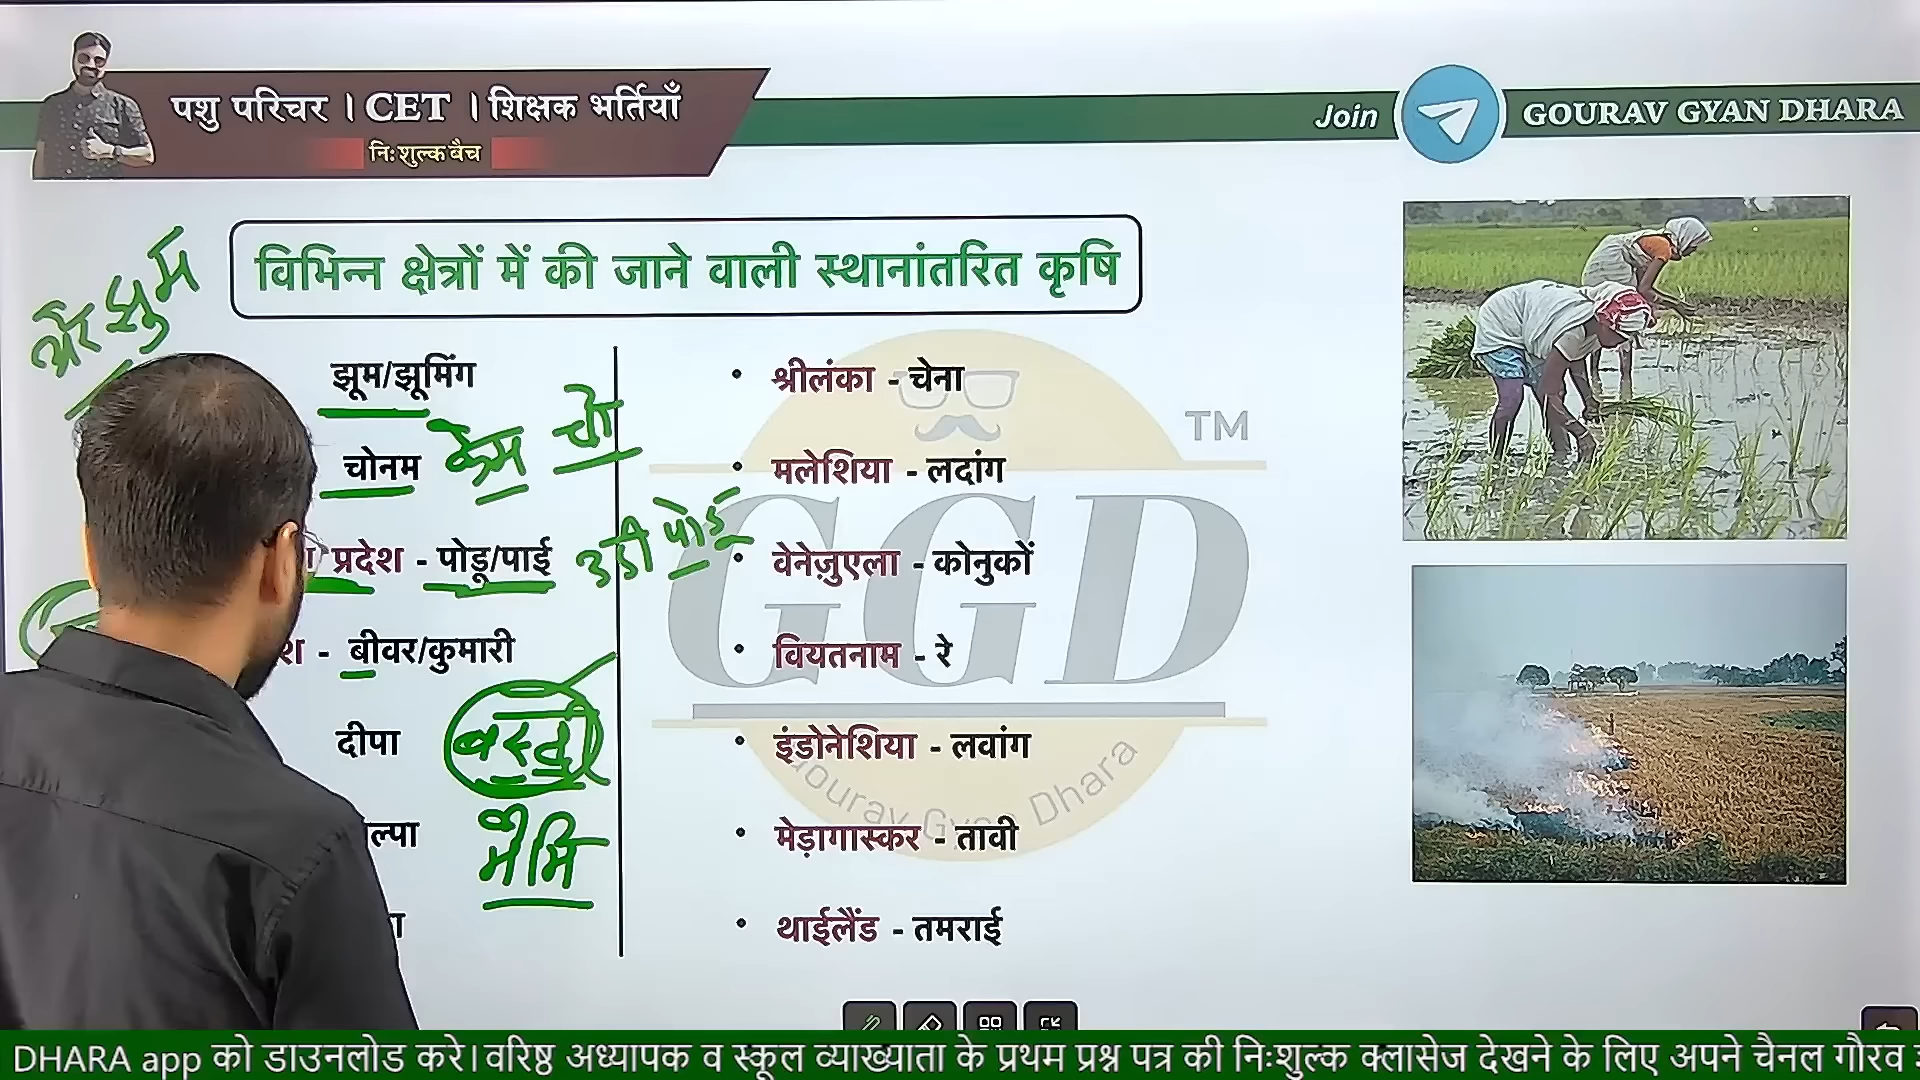 पशु परिचर । CET । शिक्षक भर्तियाँ
निःशुल्क बैच
Join GOURAV GYAN DHARA
विभिन्न क्षेत्रों में की जाने वाली स्थानांतरित कृषि
झूम/झूमिंग
चोनम
प्रदेश - पोडू/पाई
श - बीवर/कुमारी
दीपा
ल्पा
• श्रीलंका - चेना
• मलेशिया - लदांग
• वेनेज़ुएला - कोनुकों
• वियतनाम - रे
• इंडोनेशिया - लवांग
• मेड़ागास्कर - तावी
• थाईलैंड - तमराई
झुम
केम चो
उडी पोडू
बस्त
TM
GGD
Gourav Gyan Dhara
DHARA app को डाउनलोड करे।वरिष्ठ अध्यापक व स्कूल व्याख्याता के प्रथम प्रश्न पत्र की निःशुल्क क्लासेज देखने के लिए अपने चैनल गौरव